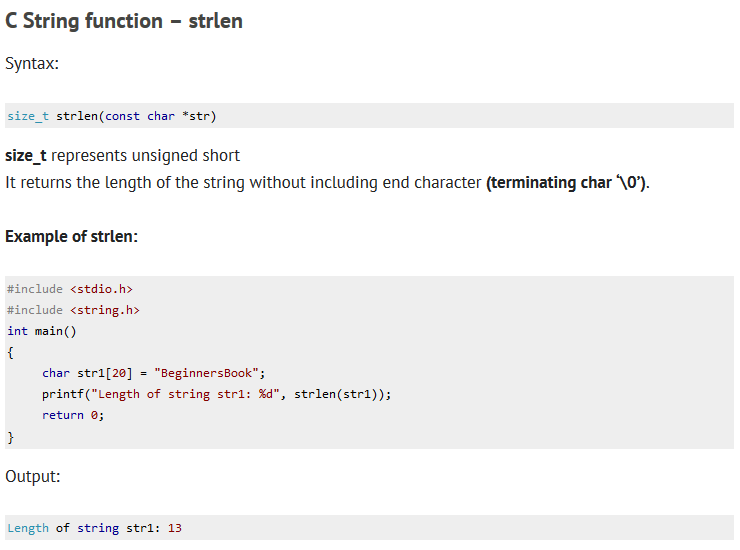 C String function – strlen
Syntax:
size_t strlen(const char *str)
size_t represents unsigned short
It returns the length of the string without including end character (terminating char ‘\0’).
Example of strlen:
#include <stdio.h>
#include <string.h>
int main()
{
     char str1[20] = "BeginnersBook";
     printf("Length of string str1: %d", strlen(str1));
     return 0;
}
Output:
Length of string str1: 13